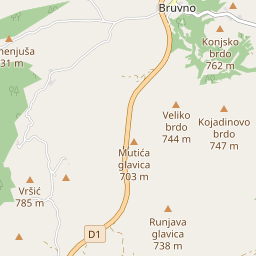 Bruvno
Konjsko
brdo
762 m
menjuša
31 m
Veliko
brdo
744 m
Kojadinovo
brdo
747 m
Mutića
glavica
703 m
Vršić
785 m
D1
Runjava
glavica
738 m